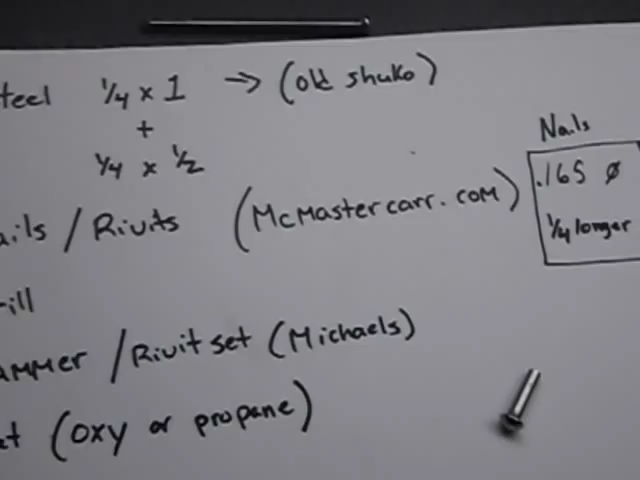 teel 1/4 x 1 → (old shuko)
+
1/4 x 1/2
Nails
.165 ø
1/4 longer
ails / Rivits (McMastercarr.com)
ill
AMMER / Rivit set (Michaels)
at (oxy or propane)